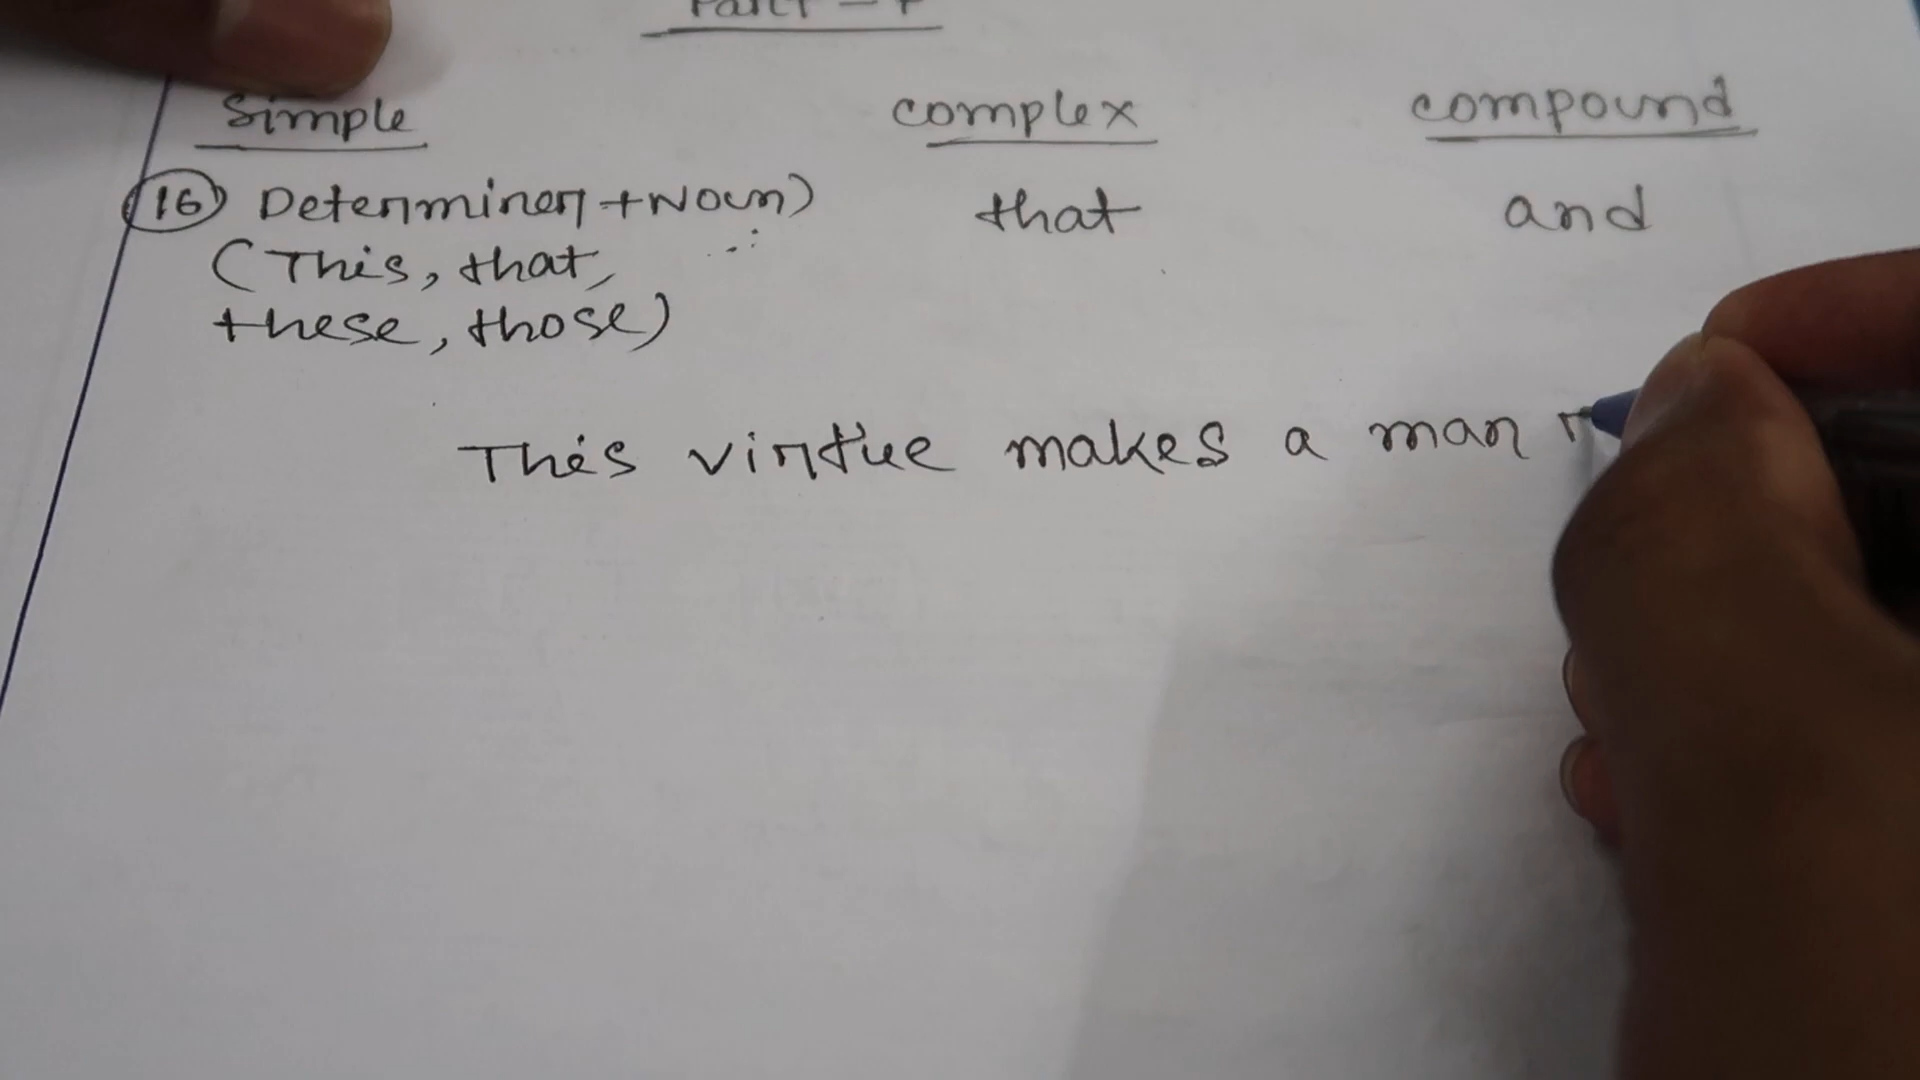 Simple complex compound
16 Determiner + Noun) that and
(This, that,
these, those)
This virtue makes a man